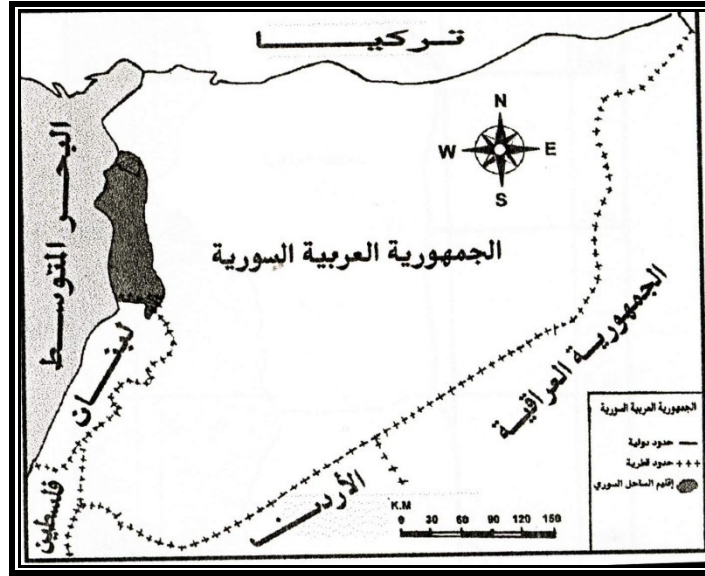 تركيا
N
W
E
S
البحر المتوسط
الجمهورية العربية السورية
لبنان
الجمهورية العراقية
فلسطين
الأردن
K.M
0 30 60 90 120 150
الجمهورية العربية السورية
حدود دولية
حدود قطرية
إقليم الساحل السوري